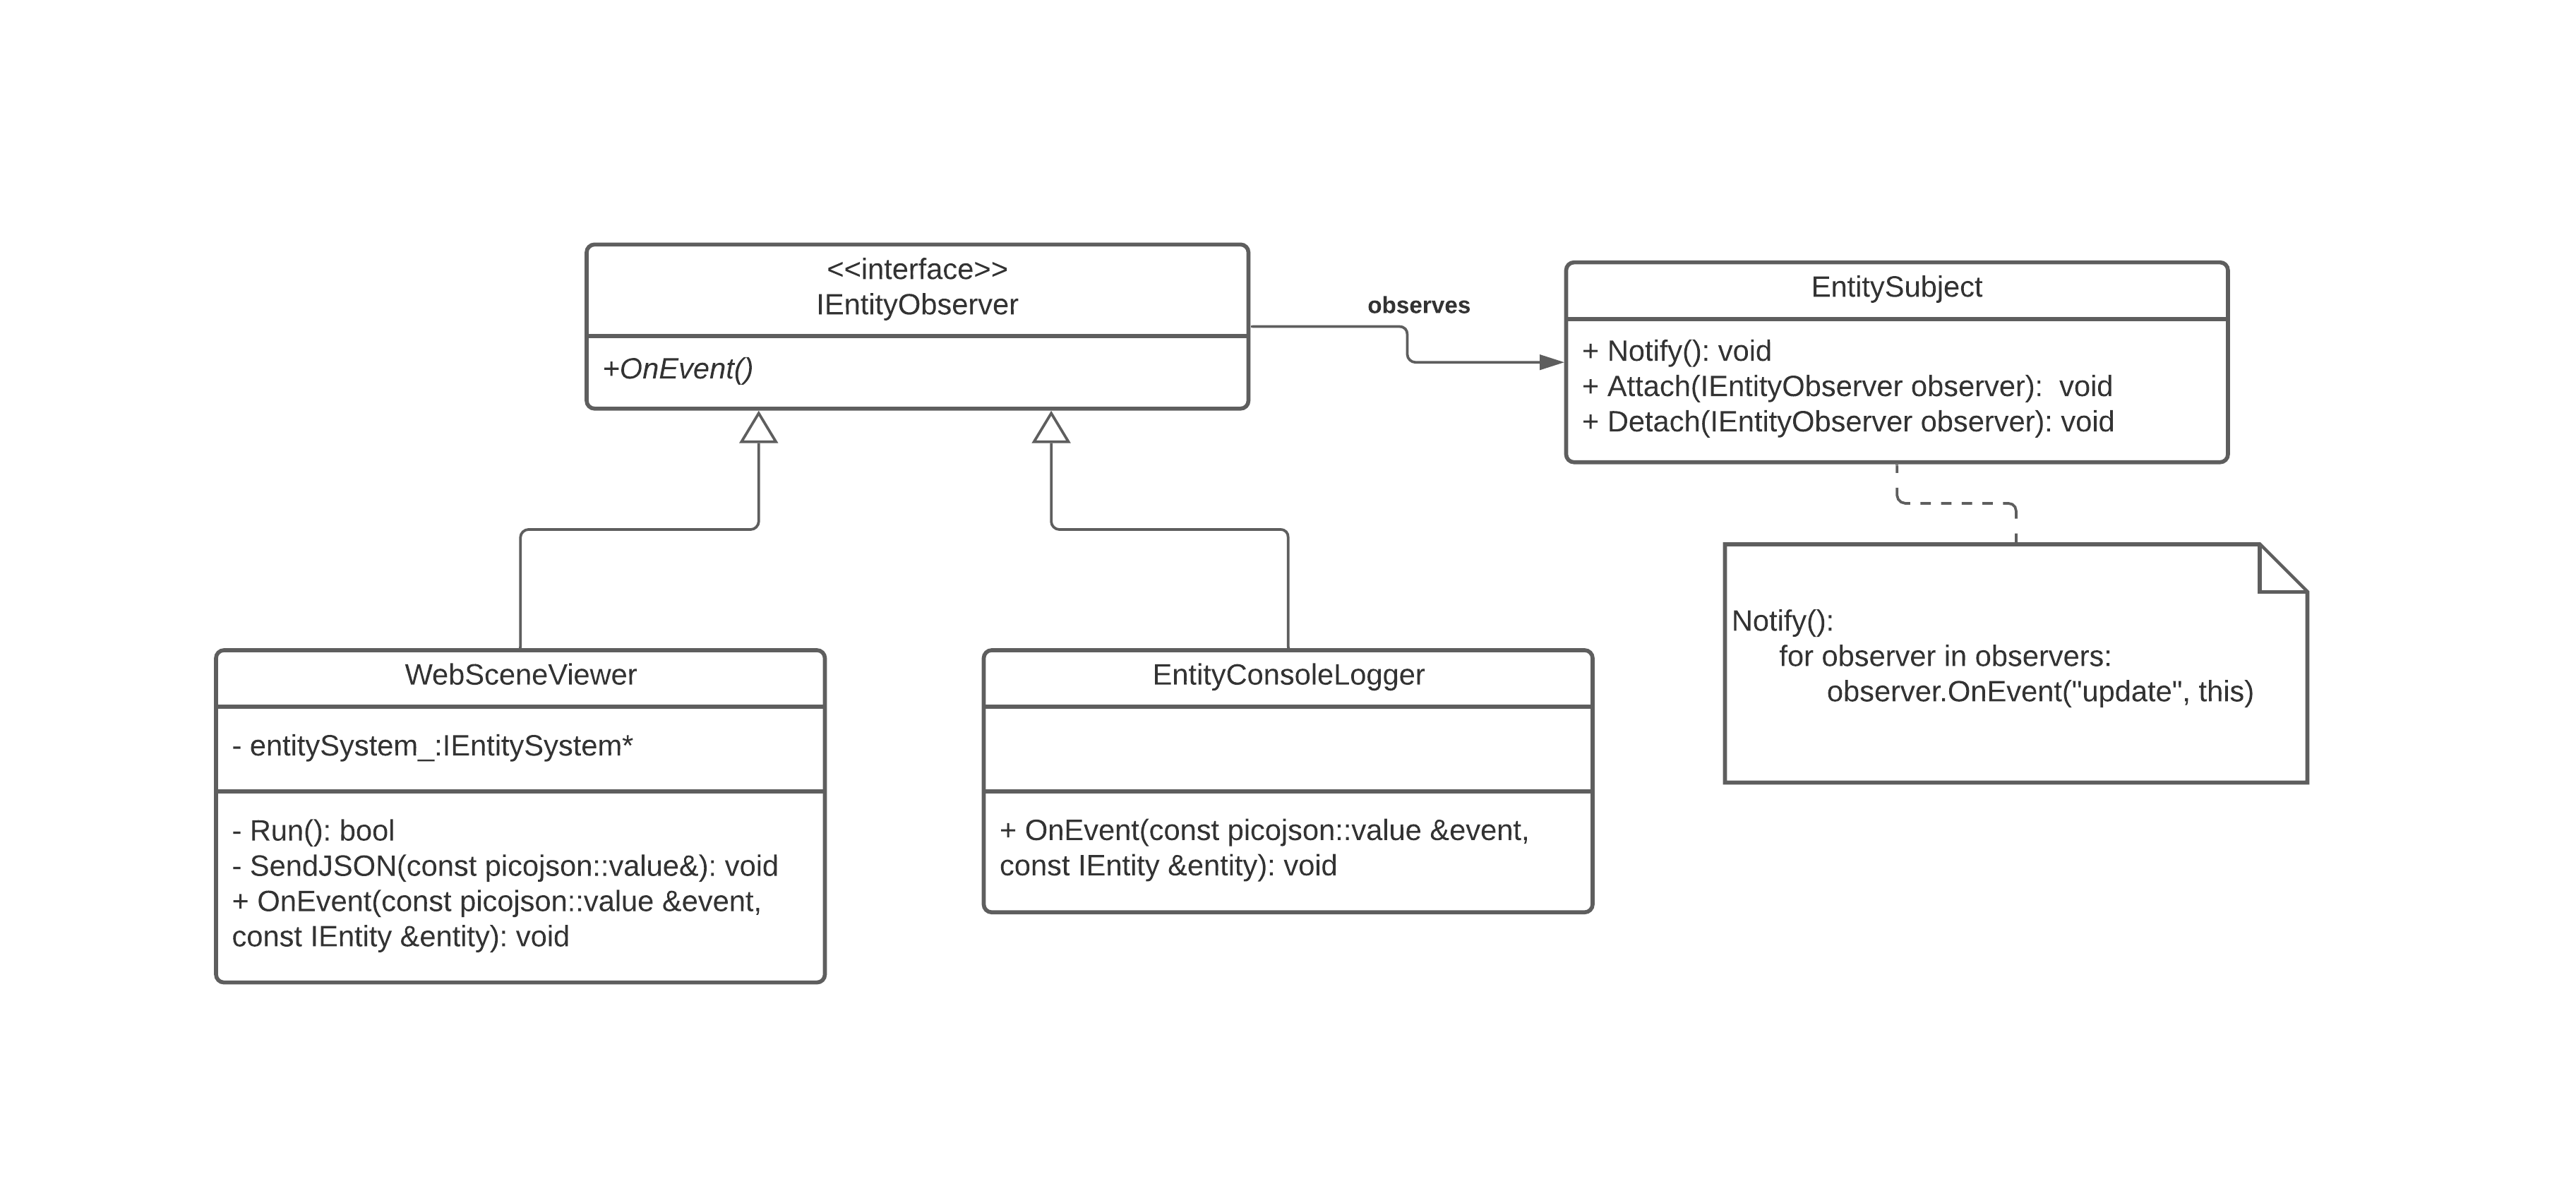 <<interface>>
IEntityObserver
+OnEvent()
observes
EntitySubject
+ Notify(): void
+ Attach(IEntityObserver observer):  void
+ Detach(IEntityObserver observer): void
Notify():
for observer in observers:
observer.OnEvent("update", this)
WebSceneViewer
- entitySystem_:IEntitySystem*
- Run(): bool
- SendJSON(const picojson::value&): void
+ OnEvent(const picojson::value &event,
const IEntity &entity): void
EntityConsoleLogger
+ OnEvent(const picojson::value &event,
const IEntity &entity): void